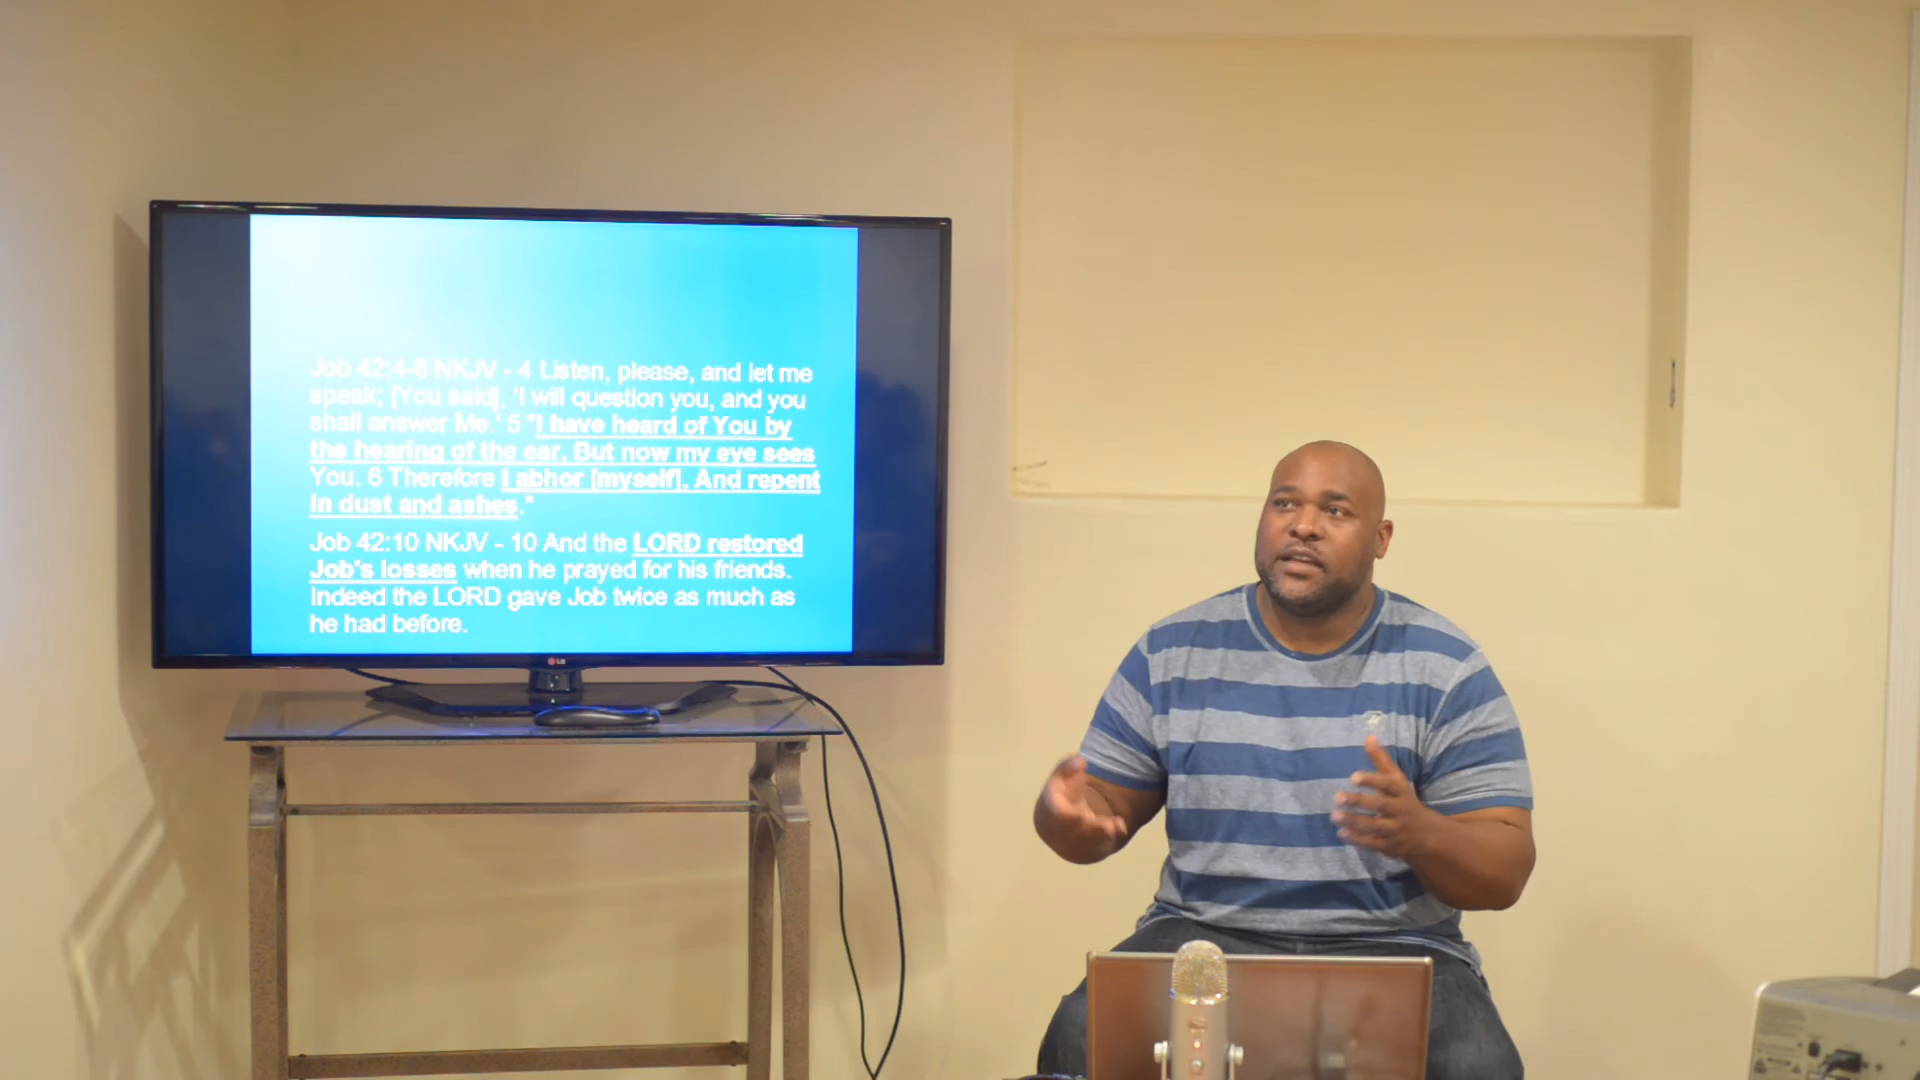 Job 42:4-6 NKJV - 4 Listen, please, and let me
speak; [You said], 'I will question you, and you
shall answer Me.' 5 "I have heard of You by
the hearing of the ear, But now my eye sees
You. 6 Therefore I abhor [myself], And repent
In dust and ashes."
Job 42:10 NKJV - 10 And the LORD restored
Job's losses when he prayed for his friends.
Indeed the LORD gave Job twice as much as
he had before.
LG